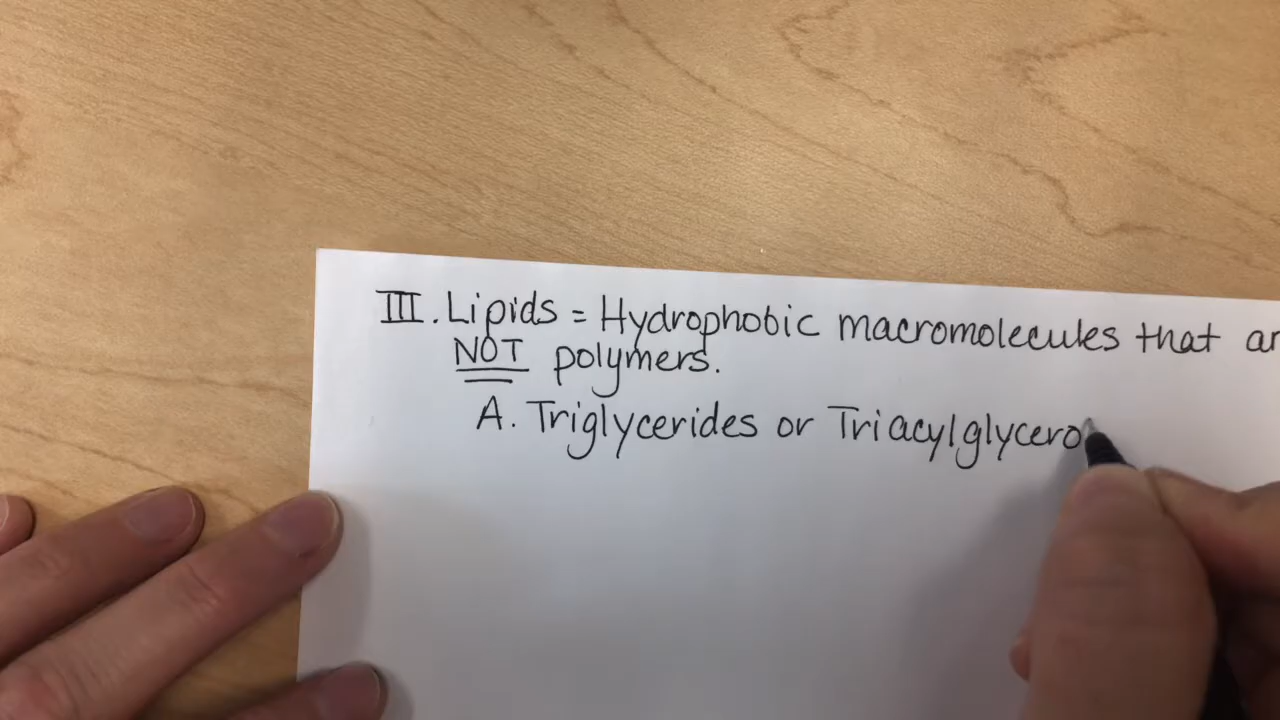 III. Lipids = Hydrophobic macromolecules that ar
NOT polymers.
A. Triglycerides or Triacylglycero